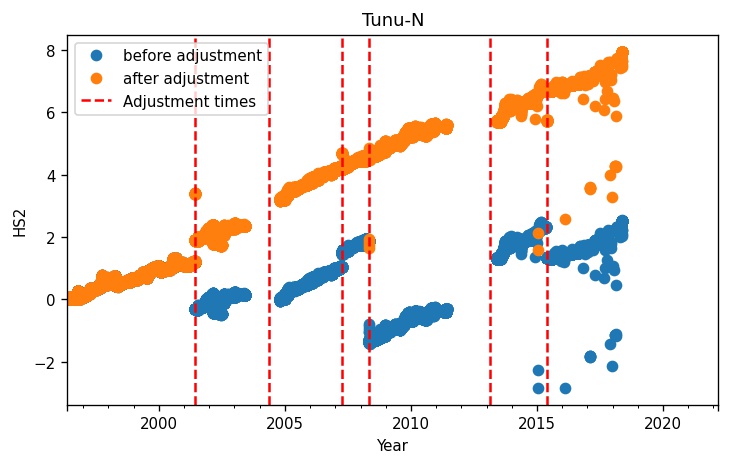 Tunu-N
before adjustment
after adjustment
Adjustment times
8
6
4
2
0
−2
HS2
2000 2005 2010 2015 2020
Year